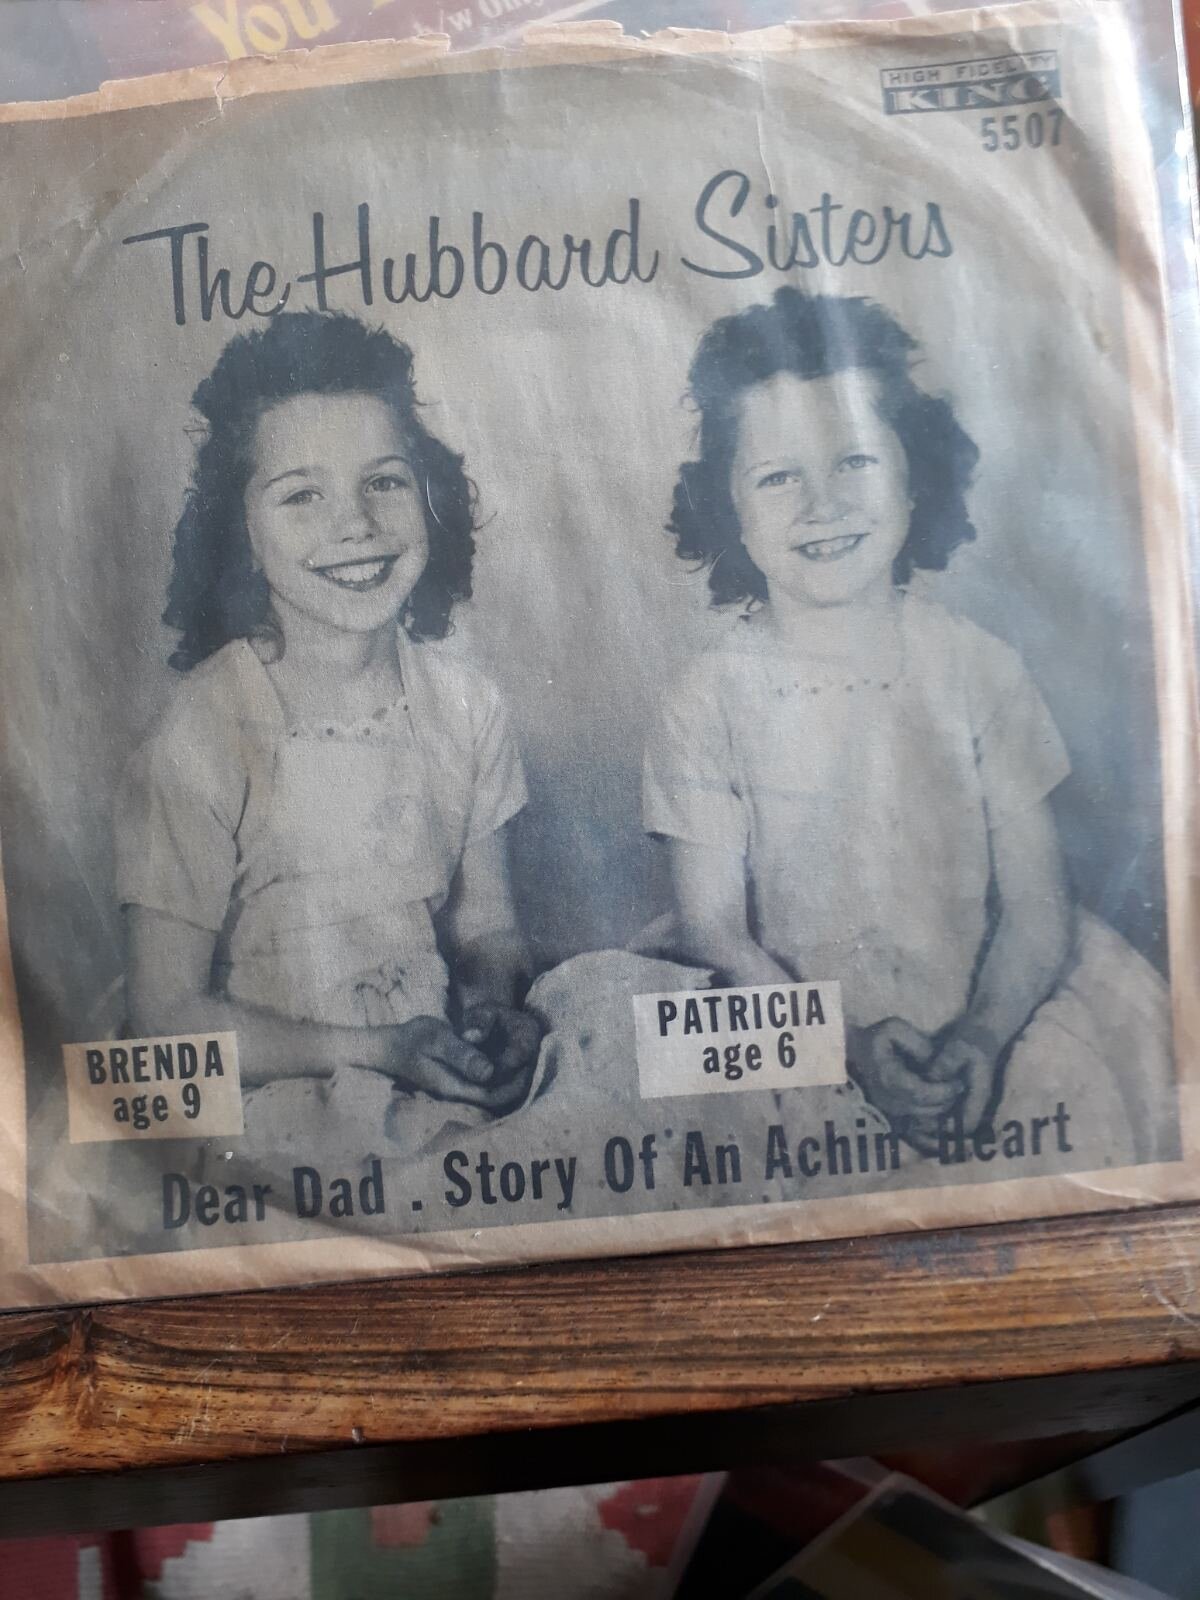 You
HIGH FIDELITY
KING
5507
The Hubbard Sisters
PATRICIA
age 6
BRENDA
age 9
Dear Dad . Story Of An Achin' Heart